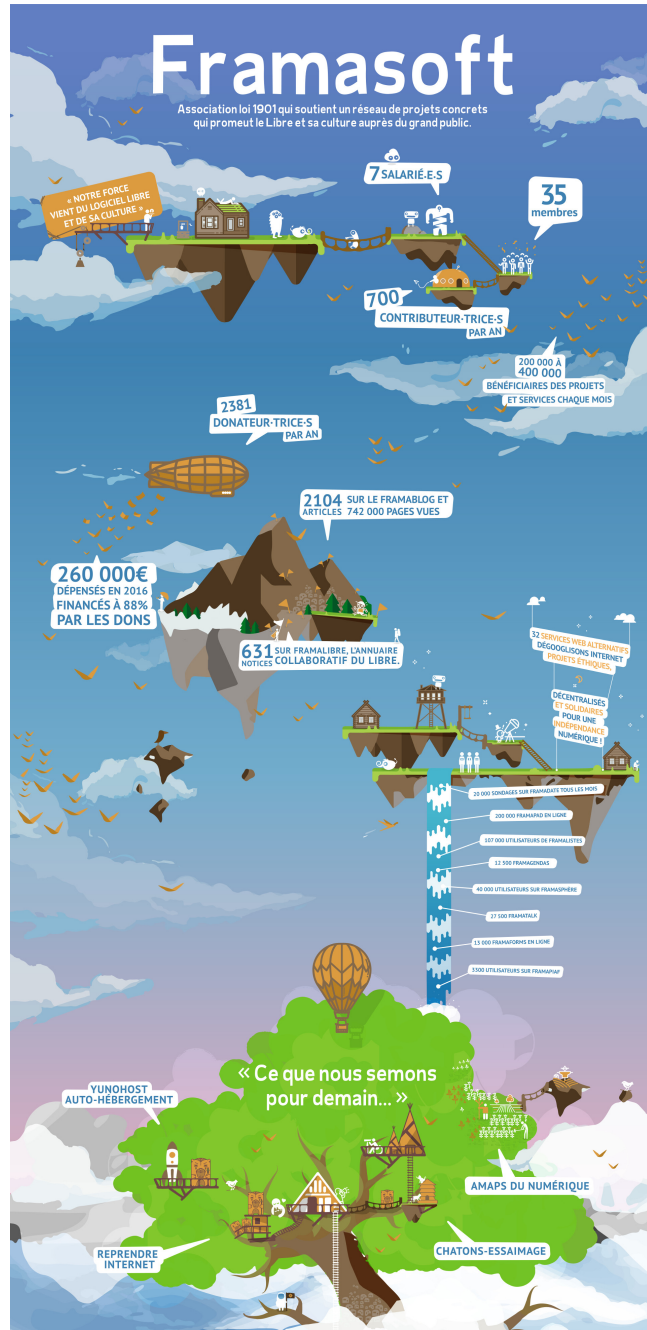 Framasoft
Association loi 1901 qui soutient un réseau de projets concrets
qui promeut le Libre et sa culture auprès du grand public.
« NOTRE FORCE
VIENT DU LOGICIEL LIBRE
ET DE SA CULTURE »
7 SALARIÉ·E·S
35
membres
700
CONTRIBUTEUR·TRICE·S
PAR AN
200 000 À
400 000
BÉNÉFICIAIRES DES PROJETS
ET SERVICES CHAQUE MOIS
2381
DONATEUR·TRICE·S
PAR AN
2104 SUR LE FRAMABLOG ET
ARTICLES 742 000 PAGES VUES
260 000€
DÉPENSÉS EN 2016
FINANCÉS À 88%
PAR LES DONS
631 SUR FRAMALIBRE, L'ANNUAIRE
NOTICES COLLABORATIF DU LIBRE.
32 SERVICES WEB ALTERNATIFS
DÉGOOGLISONS INTERNET
PROJETS ÉTHIQUES,
DÉCENTRALISÉS
ET SOLIDAIRES
POUR UNE
INDÉPENDANCE
NUMÉRIQUE !
20 000 SONDAGES SUR FRAMADATE TOUS LES MOIS
200 000 FRAMAPAD EN LIGNE
107 000 UTILISATEURS DE FRAMALISTES
12 500 FRAMAGENDAS
40 000 UTILISATEURS SUR FRAMASPHÈRE
27 500 FRAMATALK
13 000 FRAMAFORMS EN LIGNE
3500 UTILISATEURS SUR FRAMAPIAF
« Ce que nous semons
pour demain... »
YUNOHOST
AUTO-HÉBERGEMENT
AMAPS DU NUMÉRIQUE
REPRENDRE
INTERNET
CHATONS-ESSAIMAGE